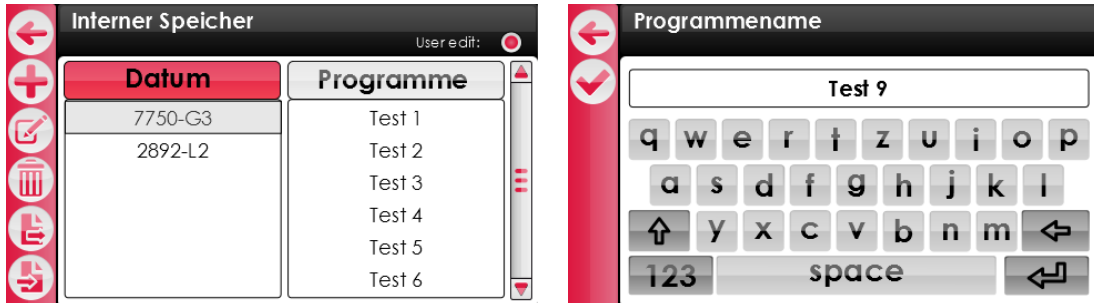 Interner Speicher
User edit:
Datum
Programme
7750-G3
Test 1
2892-L2
Test 2
Test 3
Test 4
Test 5
Test 6
Programmename
Test 9
q w e r t z u i o p
a s d f g h j k l
y x c v b n m
123 space